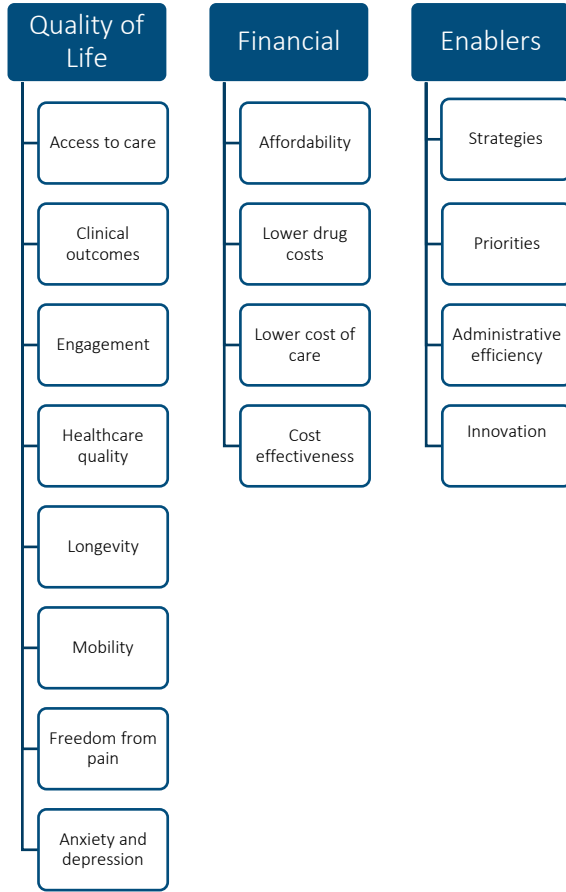 Quality of
Life
Access to care
Clinical
outcomes
Engagement
Healthcare
quality
Longevity
Mobility
Freedom from
pain
Anxiety and
depression
Financial
Affordability
Lower drug
costs
Lower cost of
care
Cost
effectiveness
Enablers
Strategies
Priorities
Administrative
efficiency
Innovation